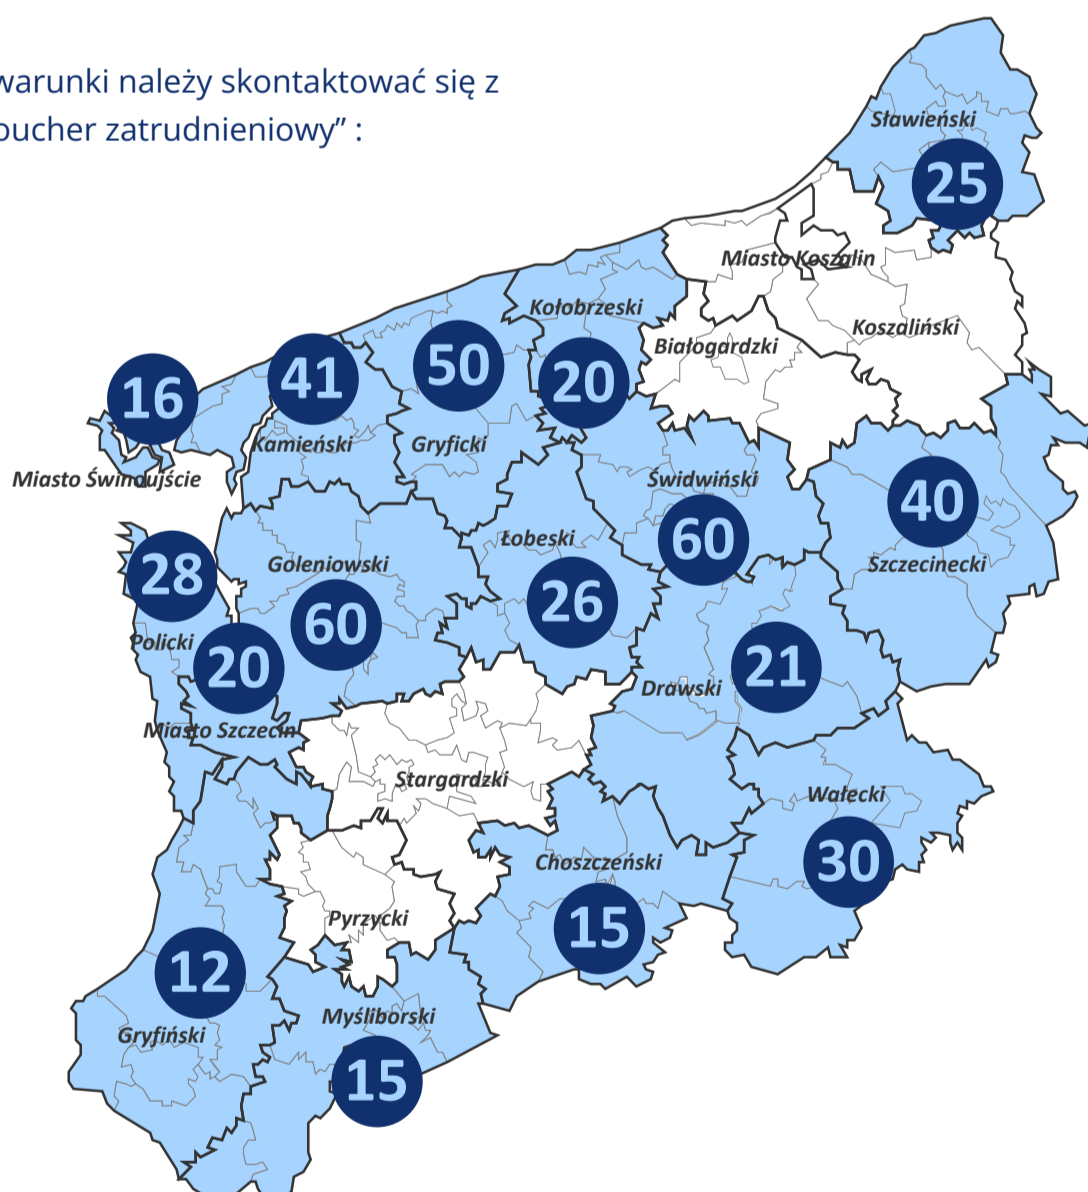 warunki należy skontaktować się z
oucher zatrudnieniowy” :
Sławieński
25
Miasto Koszalin
Kołobrzeski
Koszaliński
Białogardzki
50
41
20
16
Kamieński
Gryficki
Miasto Świnoujście
Świdwiński
40
Łobeski
60
Szczecinecki
28
Goleniowski
26
60
Policki
20
21
Drawski
Miasto Szczecin
Stargardzki
Wałecki
Choszczeński
30
Pyrzycki
15
12
Myśliborski
Gryfiński
15